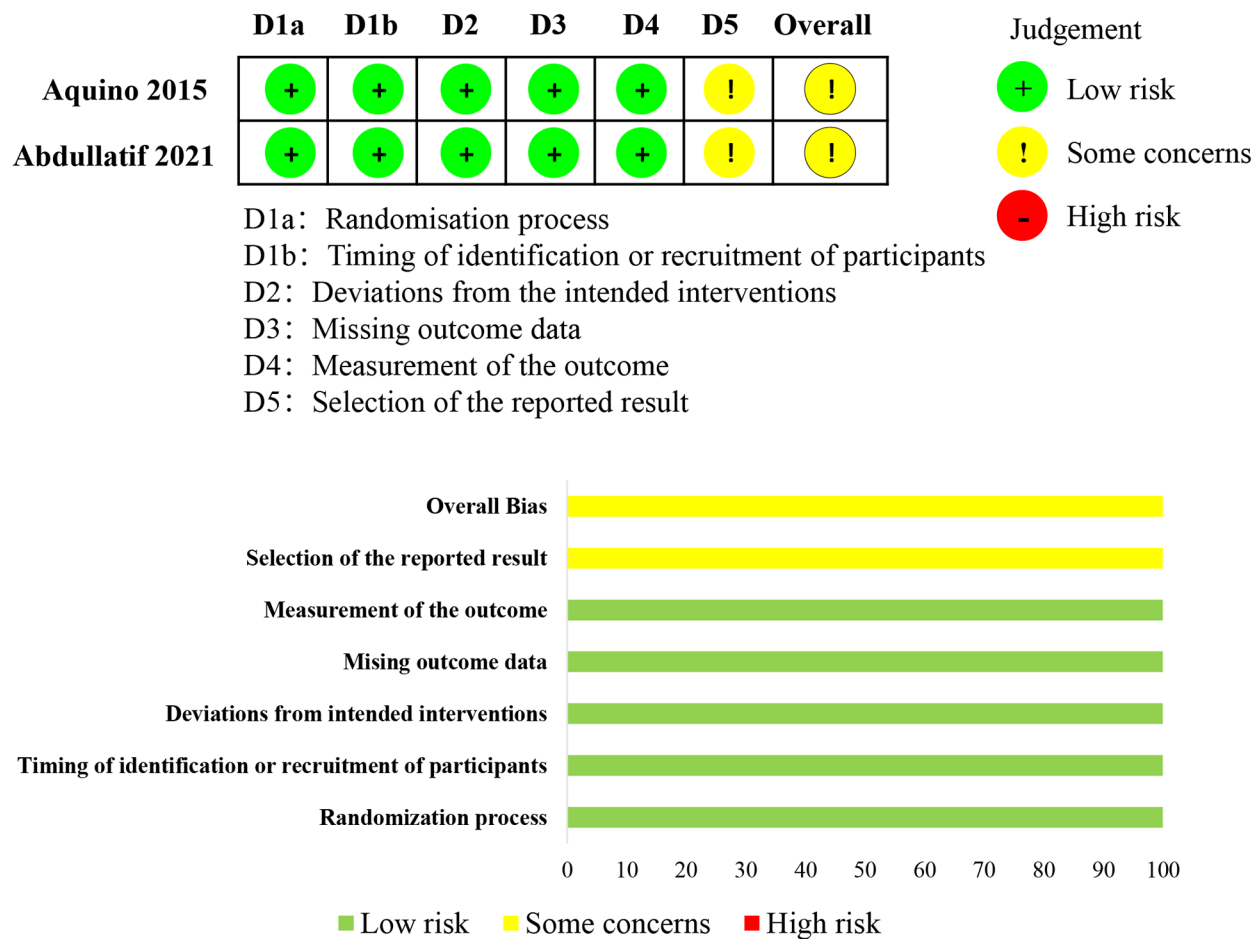 D1a D1b D2 D3 D4 D5 Overall
Judgement
Aquino 2015 + + + + + ! !
Abdullatif 2021 + + + + + ! !
+ Low risk
! Some concerns
- High risk
D1a：Randomisation process
D1b：Timing of identification or recruitment of participants
D2：Deviations from the intended interventions
D3：Missing outcome data
D4：Measurement of the outcome
D5：Selection of the reported result
Overall Bias
Selection of the reported result
Measurement of the outcome
Mising outcome data
Deviations from intended interventions
Timing of identification or recruitment of participants
Randomization process
0 10 20 30 40 50 60 70 80 90 100
Low risk Some concerns High risk